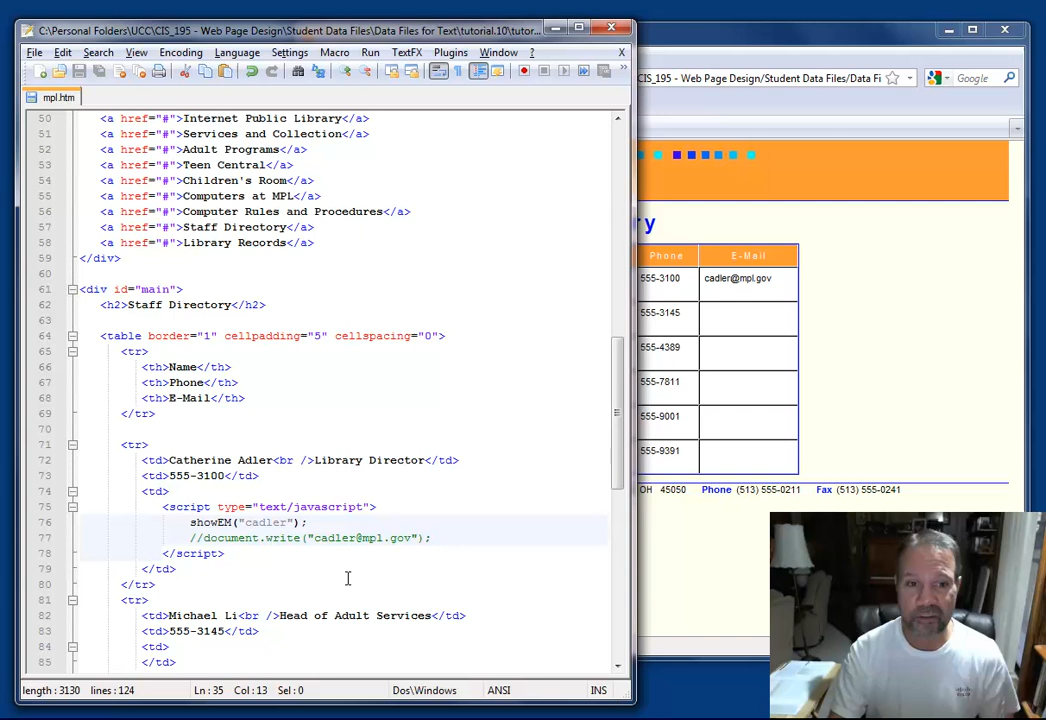 C:\Personal Folders\UCC\CIS_195 - Web Page Design\Student Data Files\Data Files for Text\tutorial.10\tutor...
File Edit Search View Encoding Language Settings Macro Run TextFX Plugins Window ? X
mpl.htm
50 <a href="#">Internet Public Library</a>
51 <a href="#">Services and Collection</a>
52 <a href="#">Adult Programs</a>
53 <a href="#">Teen Central</a>
54 <a href="#">Children's Room</a>
55 <a href="#">Computers at MPL</a>
56 <a href="#">Computer Rules and Procedures</a>
57 <a href="#">Staff Directory</a>
58 <a href="#">Library Records</a>
59 </div>
60
61 <div id="main">
62 <h2>Staff Directory</h2>
63
64 <table border="1" cellpadding="5" cellspacing="0">
65 <tr>
66 <th>Name</th>
67 <th>Phone</th>
68 <th>E-Mail</th>
69 </tr>
70
71 <tr>
72 <td>Catherine Adler<br />Library Director</td>
73 <td>555-3100</td>
74 <td>
75 <script type="text/javascript">
76 showEM("cadler");
77 //document.write("cadler@mpl.gov");
78 </script>
79 </td>
80 </tr>
81 <tr>
82 <td>Michael Li<br />Head of Adult Services</td>
83 <td>555-3145</td>
84 <td>
85 </td>
length : 3130 lines : 124 Ln : 35 Col : 13 Sel : 0 Dos\Windows ANSI INS
CIS_195 - Web Page Design/Student Data Files/Data Fi
Google
ry
Phone E-Mail
555-3100 cadler@mpl.gov
555-3145
555-4389
555-7811
555-9001
555-9391
OH 45050 Phone (513) 555-0211 Fax (513) 555-0241